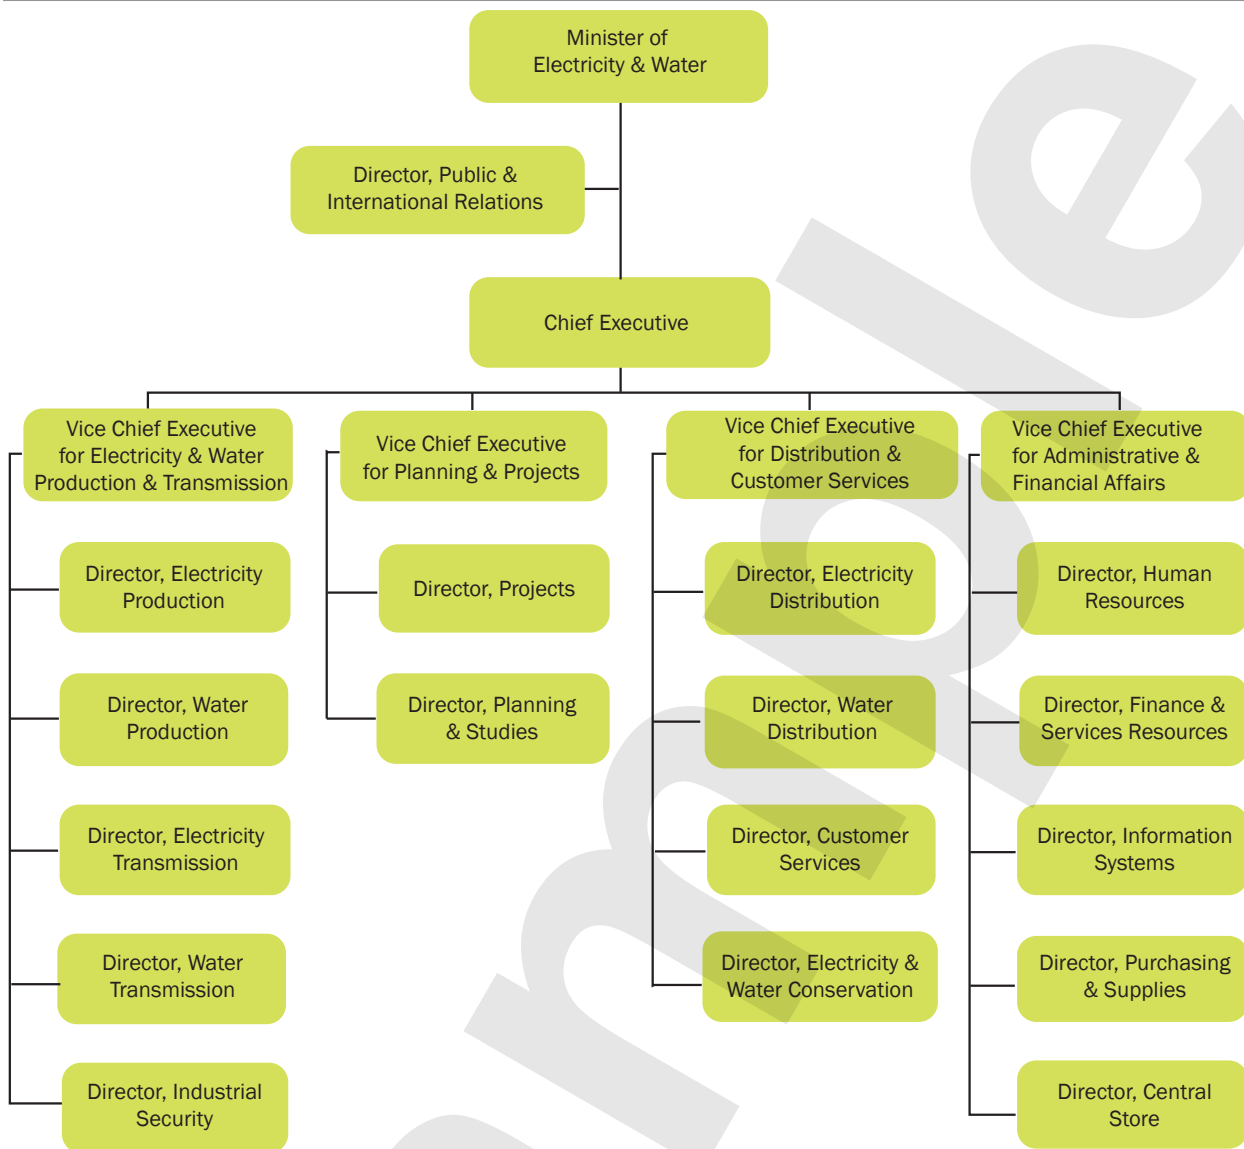 Minister of
Electricity & Water
Director, Public &
International Relations
Chief Executive
Vice Chief Executive
for Electricity & Water
Production & Transmission
Vice Chief Executive
for Planning & Projects
Vice Chief Executive
for Distribution &
Customer Services
Vice Chief Executive
for Administrative &
Financial Affairs
Director, Electricity
Production
Director, Projects
Director, Electricity
Distribution
Director, Human
Resources
Director, Water
Production
Director, Planning
& Studies
Director, Water
Distribution
Director, Finance &
Services Resources
Director, Electricity
Transmission
Director, Customer
Services
Director, Information
Systems
Director, Water
Transmission
Director, Electricity &
Water Conservation
Director, Purchasing
& Supplies
Director, Industrial
Security
Director, Central
Store
mple